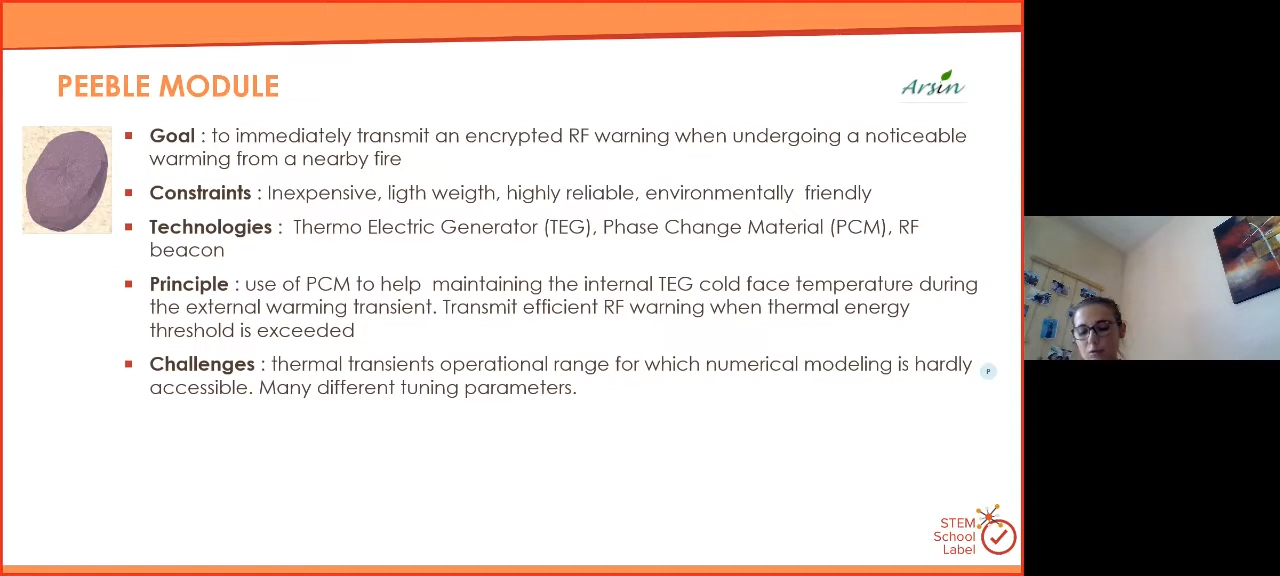 PEEBLE MODULE
Arsin
Goal : to immediately transmit an encrypted RF warning when undergoing a noticeable
warming from a nearby fire
Constraints : Inexpensive, ligth weigth, highly reliable, environmentally friendly
Technologies : Thermo Electric Generator (TEG), Phase Change Material (PCM), RF
beacon
Principle : use of PCM to help maintaining the internal TEG cold face temperature during
the external warming transient. Transmit efficient RF warning when thermal energy
threshold is exceeded
Challenges : thermal transients operational range for which numerical modeling is hardly
accessible. Many different tuning parameters.
P
STEM
School
Label